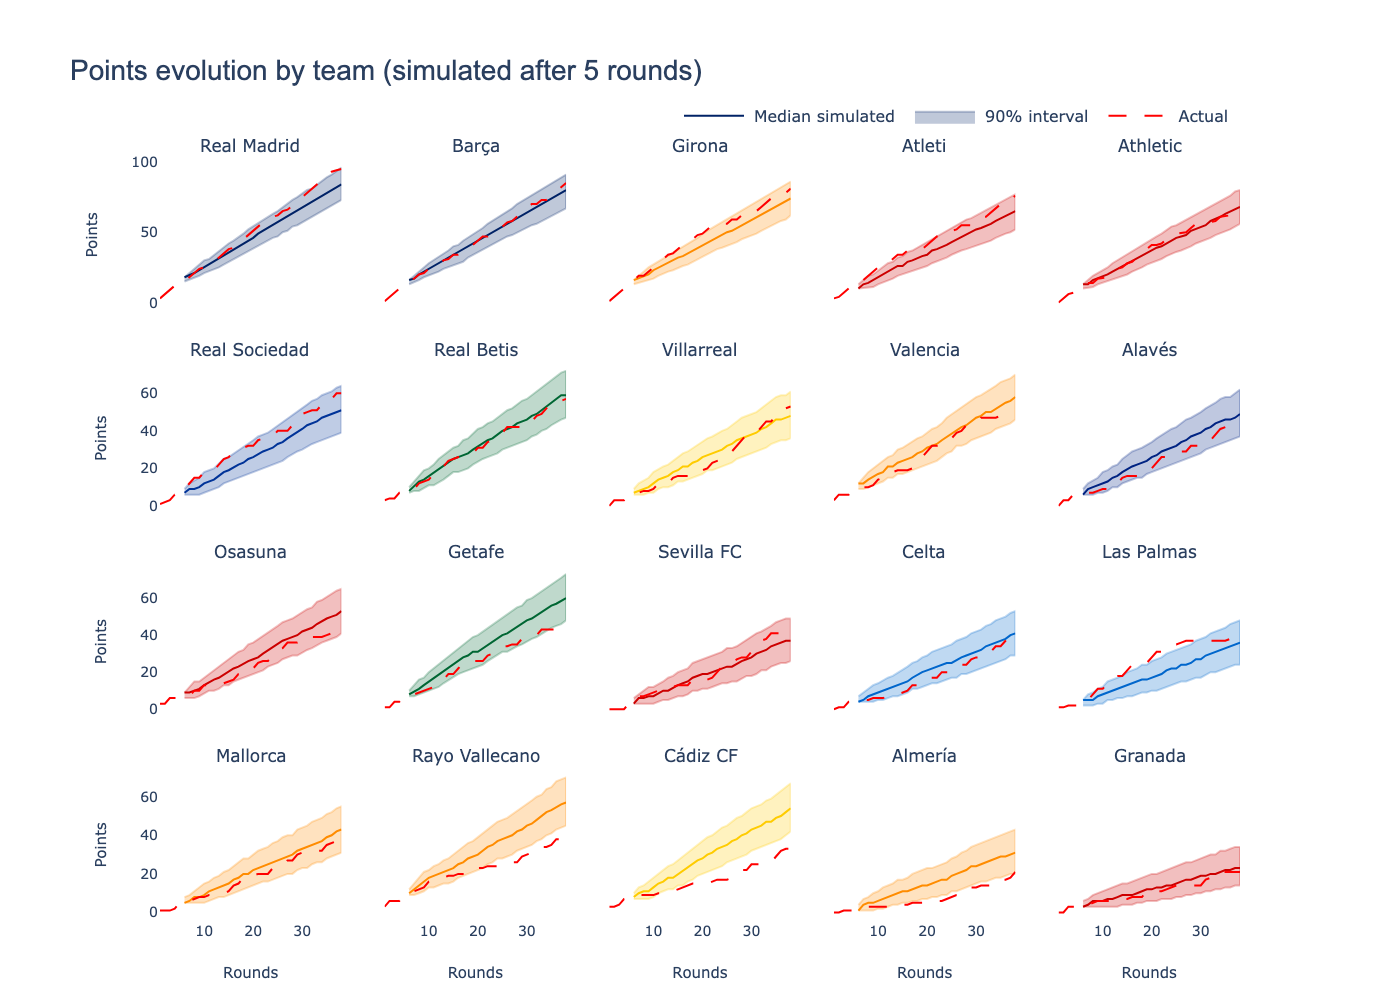 Points evolution by team (simulated after 5 rounds)
Median simulated 90% interval Actual
Real Madrid Barça Girona Atleti Athletic
100
50
0
Points
Real Sociedad Real Betis Villarreal Valencia Alavés
60
40
20
0
Points
Osasuna Getafe Sevilla FC Celta Las Palmas
60
40
20
0
Points
Mallorca Rayo Vallecano Cádiz CF Almería Granada
60
40
20
0
Points
10 20 30 10 20 30 10 20 30 10 20 30 10 20 30
Rounds Rounds Rounds Rounds Rounds